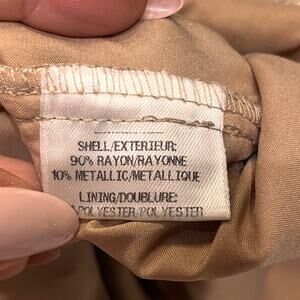 SHELL/EXTERIEUR:
90% RAYON/RAYONNE
10% METALLIC/METALLIQUE
LINING/DOUBLURE:
POLYESTER/POLYESTER